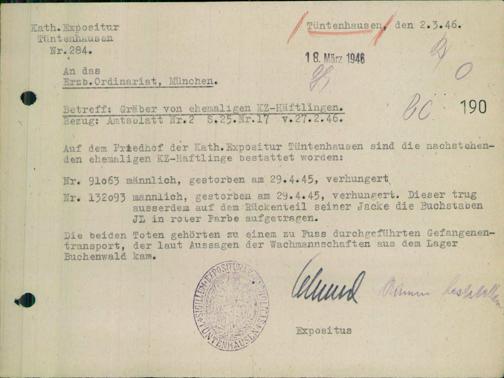 Kath.Expositur
Tüntenhausen
Nr.284.
Tüntenhausen, den 2.3.46.
18. März 1946
An das
Erzb.Ordinariat, München.
190
Betreff: Gräber von ehemaligen KZ-Häftlingen.
Bezug: Amtsblatt Nr.2 S.25.Nr.17 v.27.2.46.
Auf dem Friedhof der Kath.Expositur Tüntenhausen sind die nachstehen-
den ehemaligen KZ-Häftlinge bestattet worden:
Nr. 91063 männlich, gestorben am 29.4.45, verhungert
Nr. 132093 männlich, gestorben am 29.4.45, verhungert. Dieser trug
ausserdem auf dem Rückenteil seiner Jacke die Buchstaben
JL in roter Farbe aufgetragen.
Die beiden Toten gehörten zu einem zu Fuss durchgeführten Gefangenen-
transport, der laut Aussagen der Wachmannschaften aus dem Lager
Buchenwald kam.
Expositus